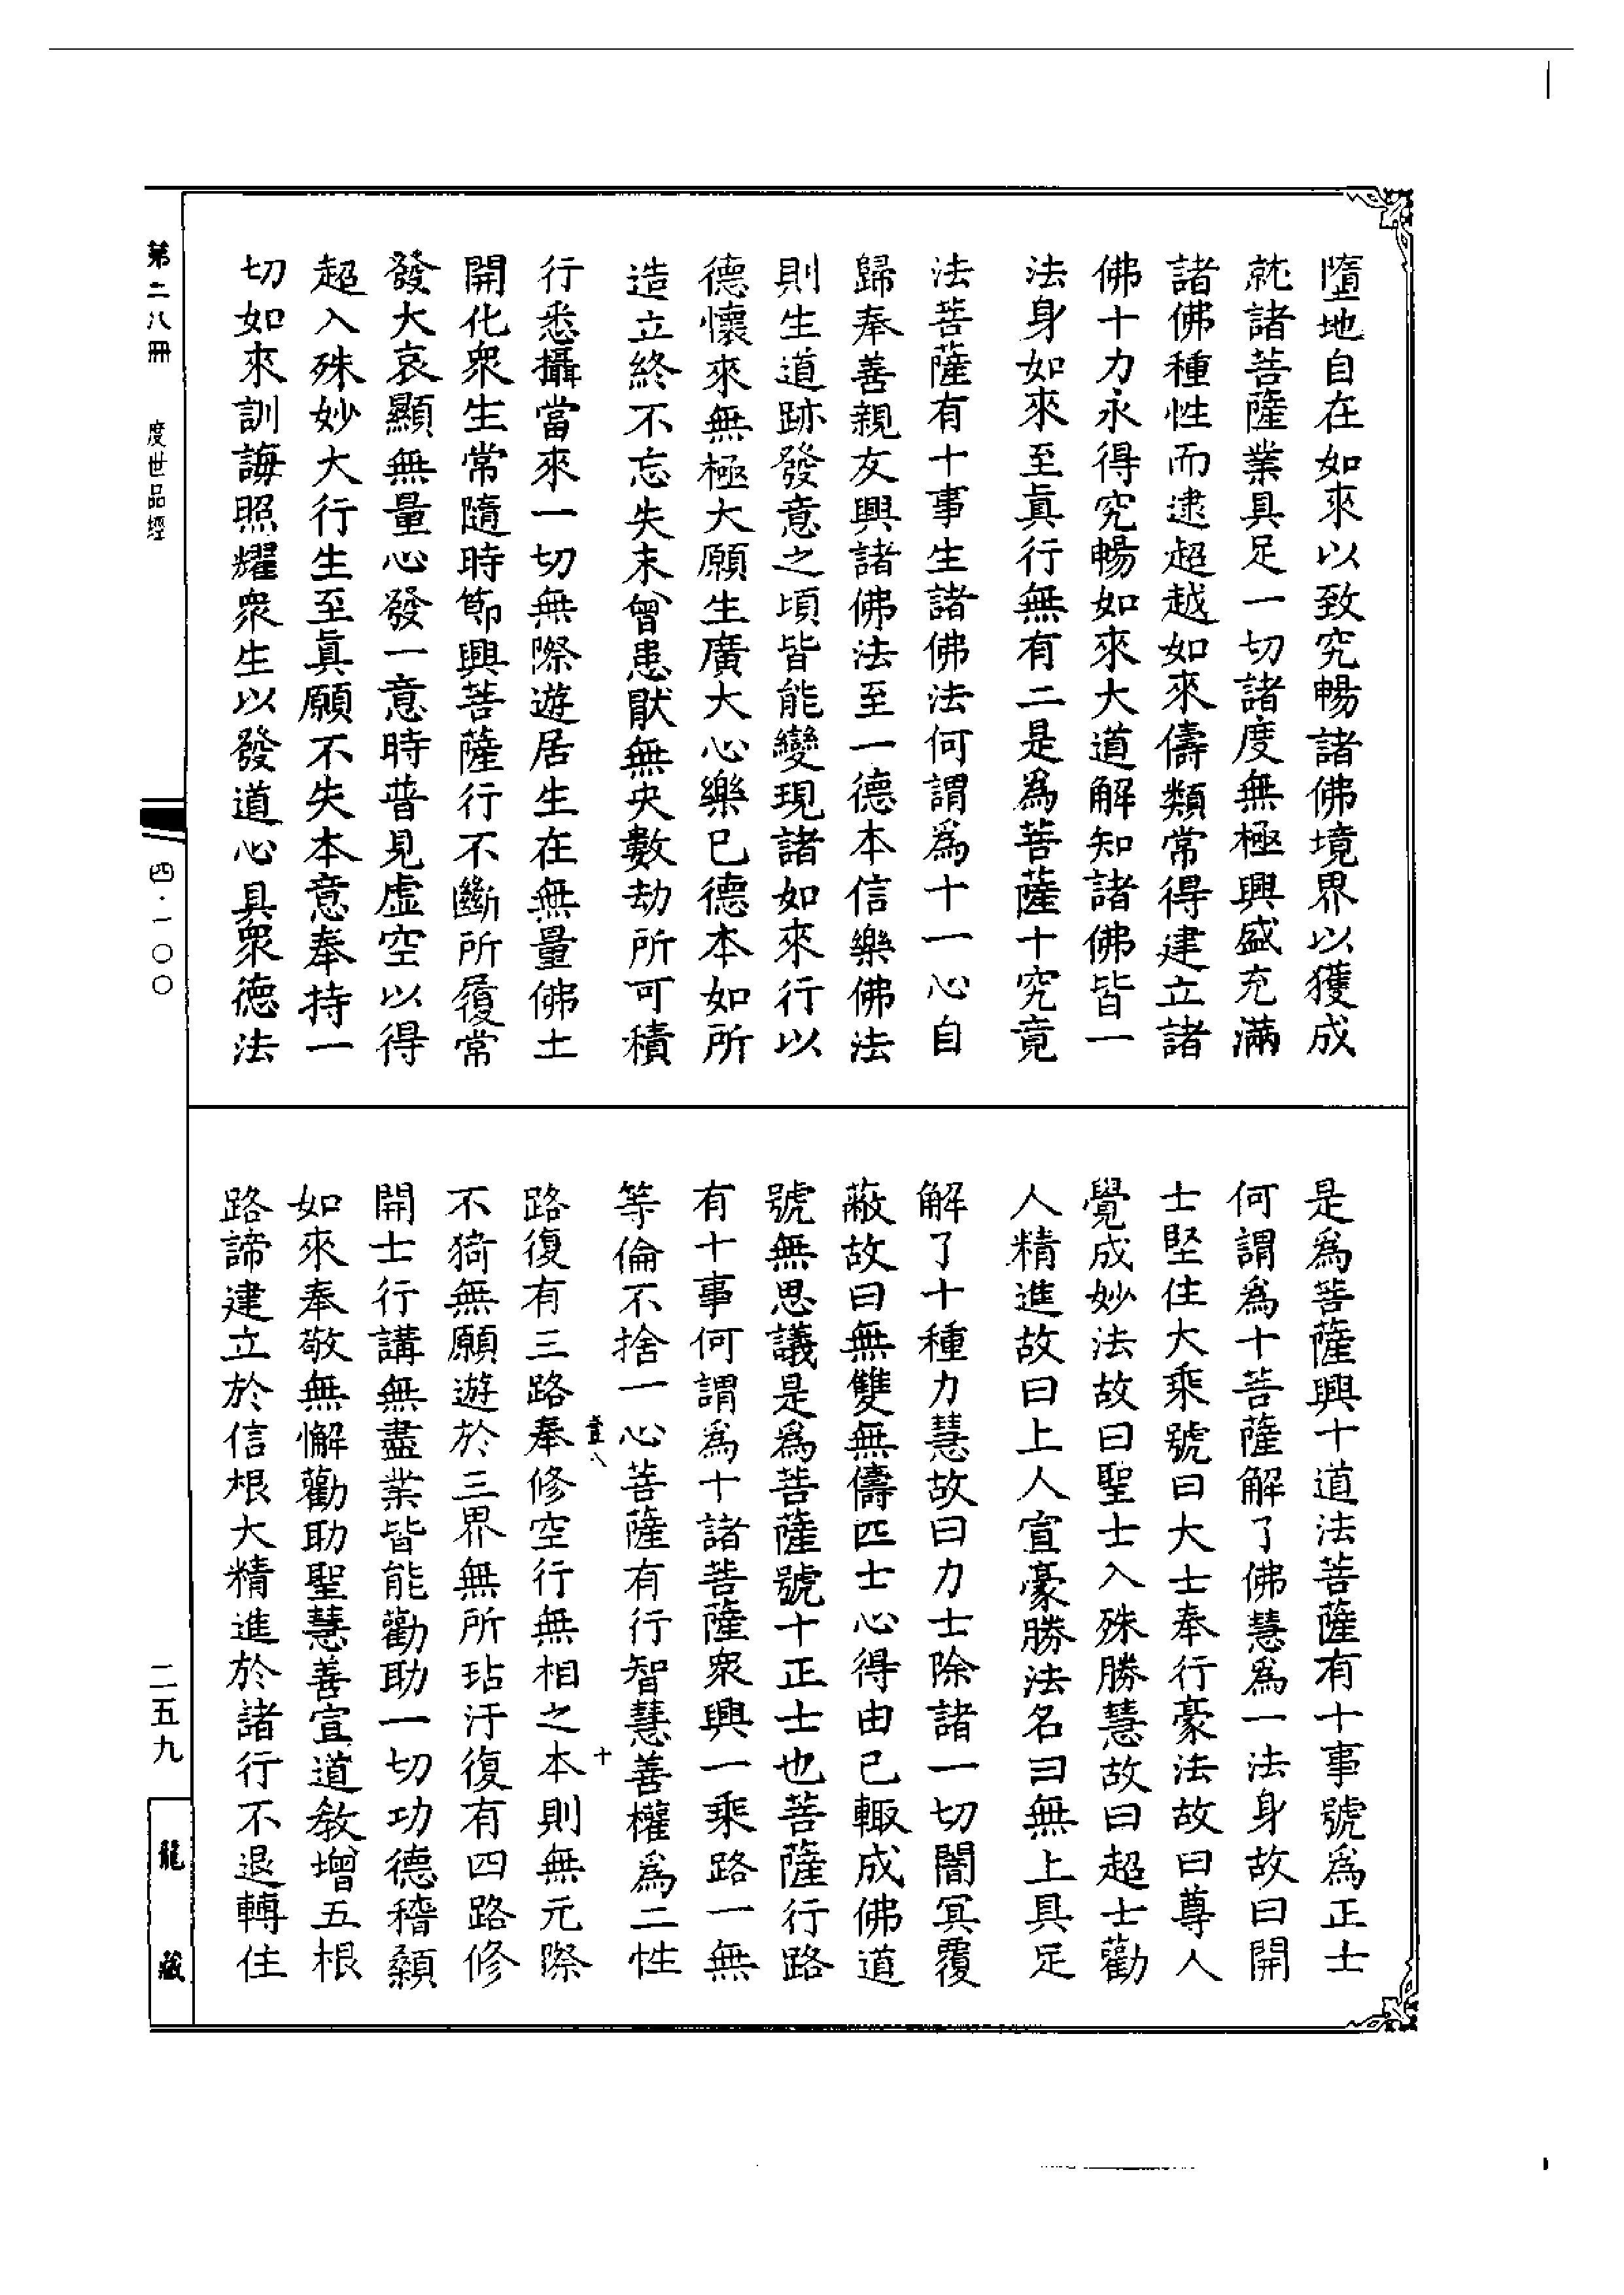 墮地自在如來以致究暢諸佛境界以獲成
就諸菩薩業具足一切諸度無極興盛充滿
諸佛種性而逮超越如來儔類常得建立諸
佛十力永得究暢如來大道解知諸佛皆一
法身如來至眞行無有二是爲菩薩十究竟
法菩薩有十事生諸佛法何謂爲十一心自
歸奉善親友興諸佛法至一德本信樂佛法
則生道跡發意之頃皆能變現諸如來行以
德懷來無極大願生廣大心樂已德本如所
造立終不忘失未曾患厭無央數劫所可積
行悉攝當來一切無際遊居生在無量佛土
開化衆生常隨時節興菩薩行不斷所履常
發大哀顯無量心發一意時普見虛空以得
超入殊妙大行生至眞願不失本意奉持一
切如來訓誨照耀衆生以發道心具衆德法
是爲菩薩興十道法菩薩有十事號爲正士
何謂爲十菩薩解了佛慧爲一法身故曰開
士堅住大乘號曰大士奉行豪法故曰尊人
覺成妙法故曰聖士入殊勝慧故曰超士勸
人精進故曰上人宣豪勝法名曰無上具足
解了十種力慧故曰力士除諸一切闇冥覆
蔽故曰無雙無儔匹士心得由已輙成佛道
號無思議是爲菩薩號十正士也菩薩行路
有十事何謂爲十諸菩薩衆興一乘路一無
等倫不捨一心菩薩有行智慧善權爲二性
壹八
十
路復有三路奉修空行無相之本則無元際
不猗無願遊於三界無所玷汙復有四路修
開士行講無盡業皆能勸助一切功德稽顙
如來奉敬無懈勸助聖慧善宣道教增五根
路諦建立於信根大精進於諸行不退轉住
第二八冊
度世品經
四·一〇〇
二五九
龍藏